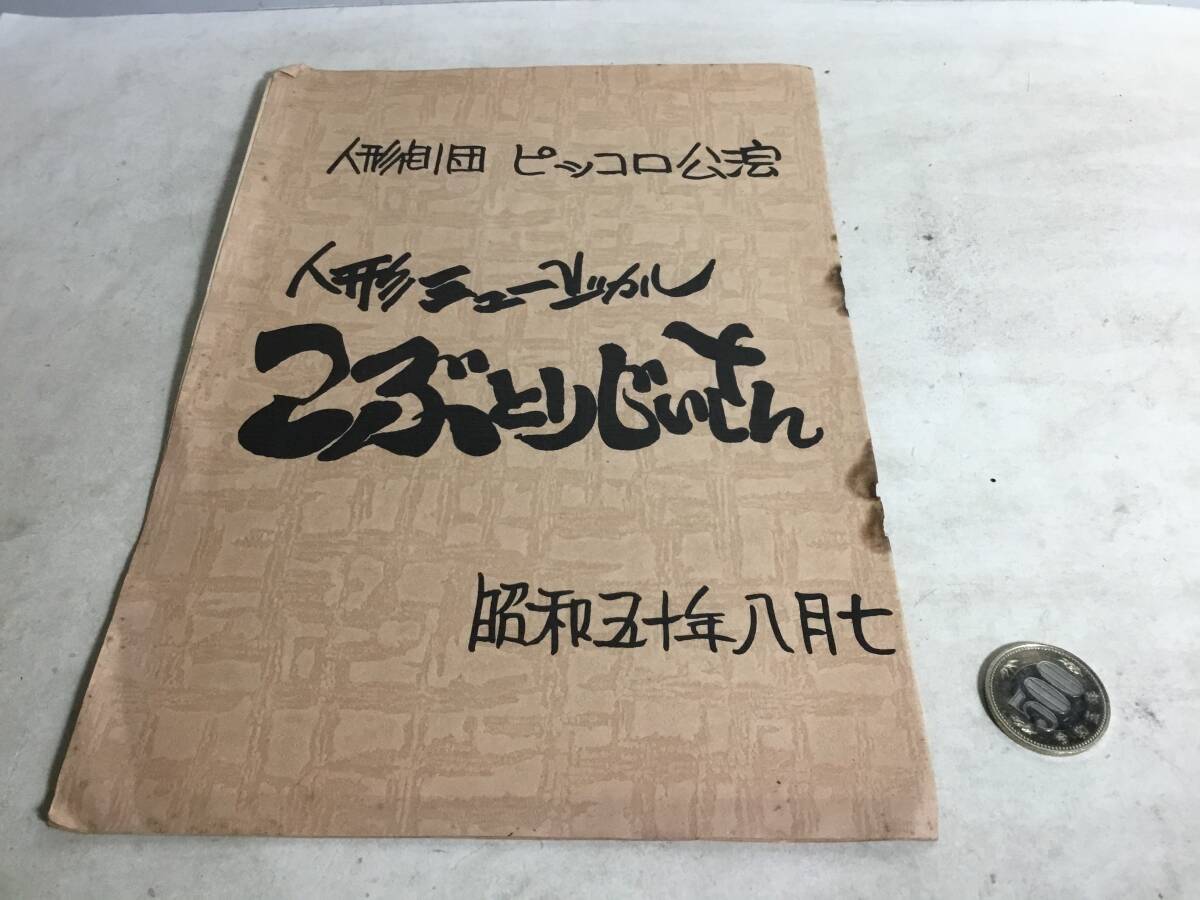 人形劇団 ピッコロ公演
人形ミュージカル
こぶとりじいさん
昭和五十年八月七
500